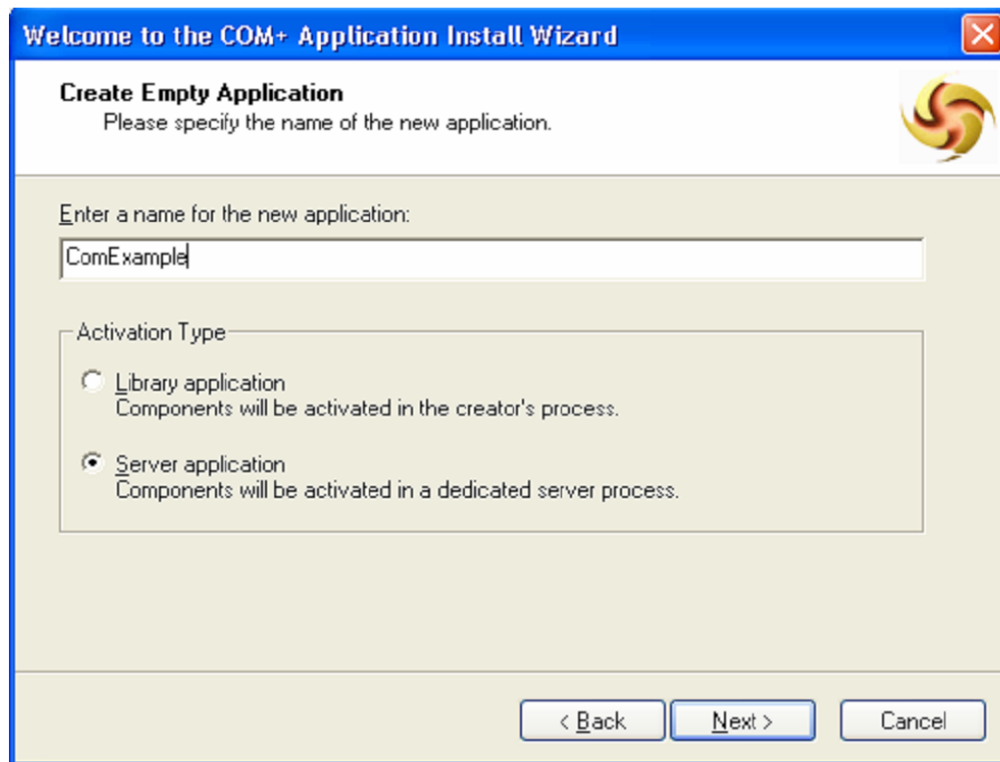 Welcome to the COM+ Application Install Wizard
Create Empty Application
Please specify the name of the new application.
Enter a name for the new application:
ComExample
Activation Type
Library application
Components will be activated in the creator's process.
Server application
Components will be activated in a dedicated server process.
< Back
Next >
Cancel